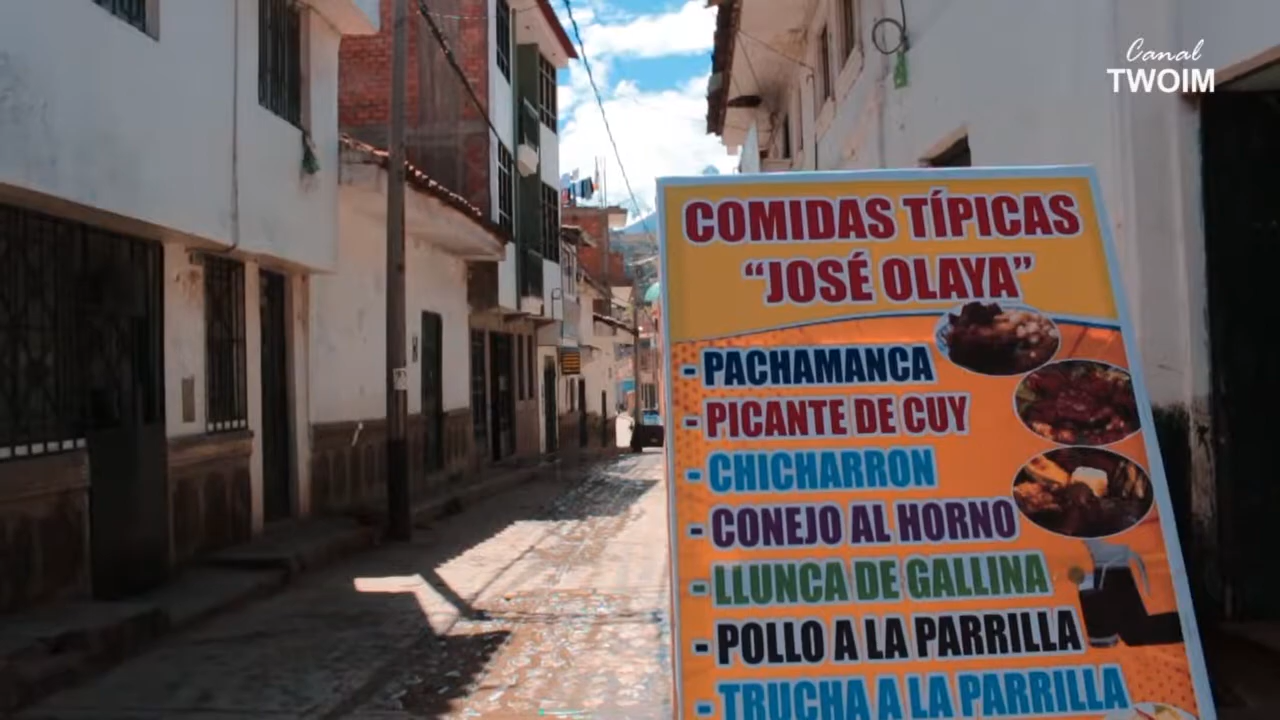 Canal
TWOIM
COMIDAS TÍPICAS
“JOSÉ OLAYA”
- PACHAMANCA
- PICANTE DE CUY
- CHICHARRON
- CONEJO AL HORNO
- LLUNCA DE GALLINA
- POLLO A LA PARRILLA
- TRUCHA A LA PARRILLA